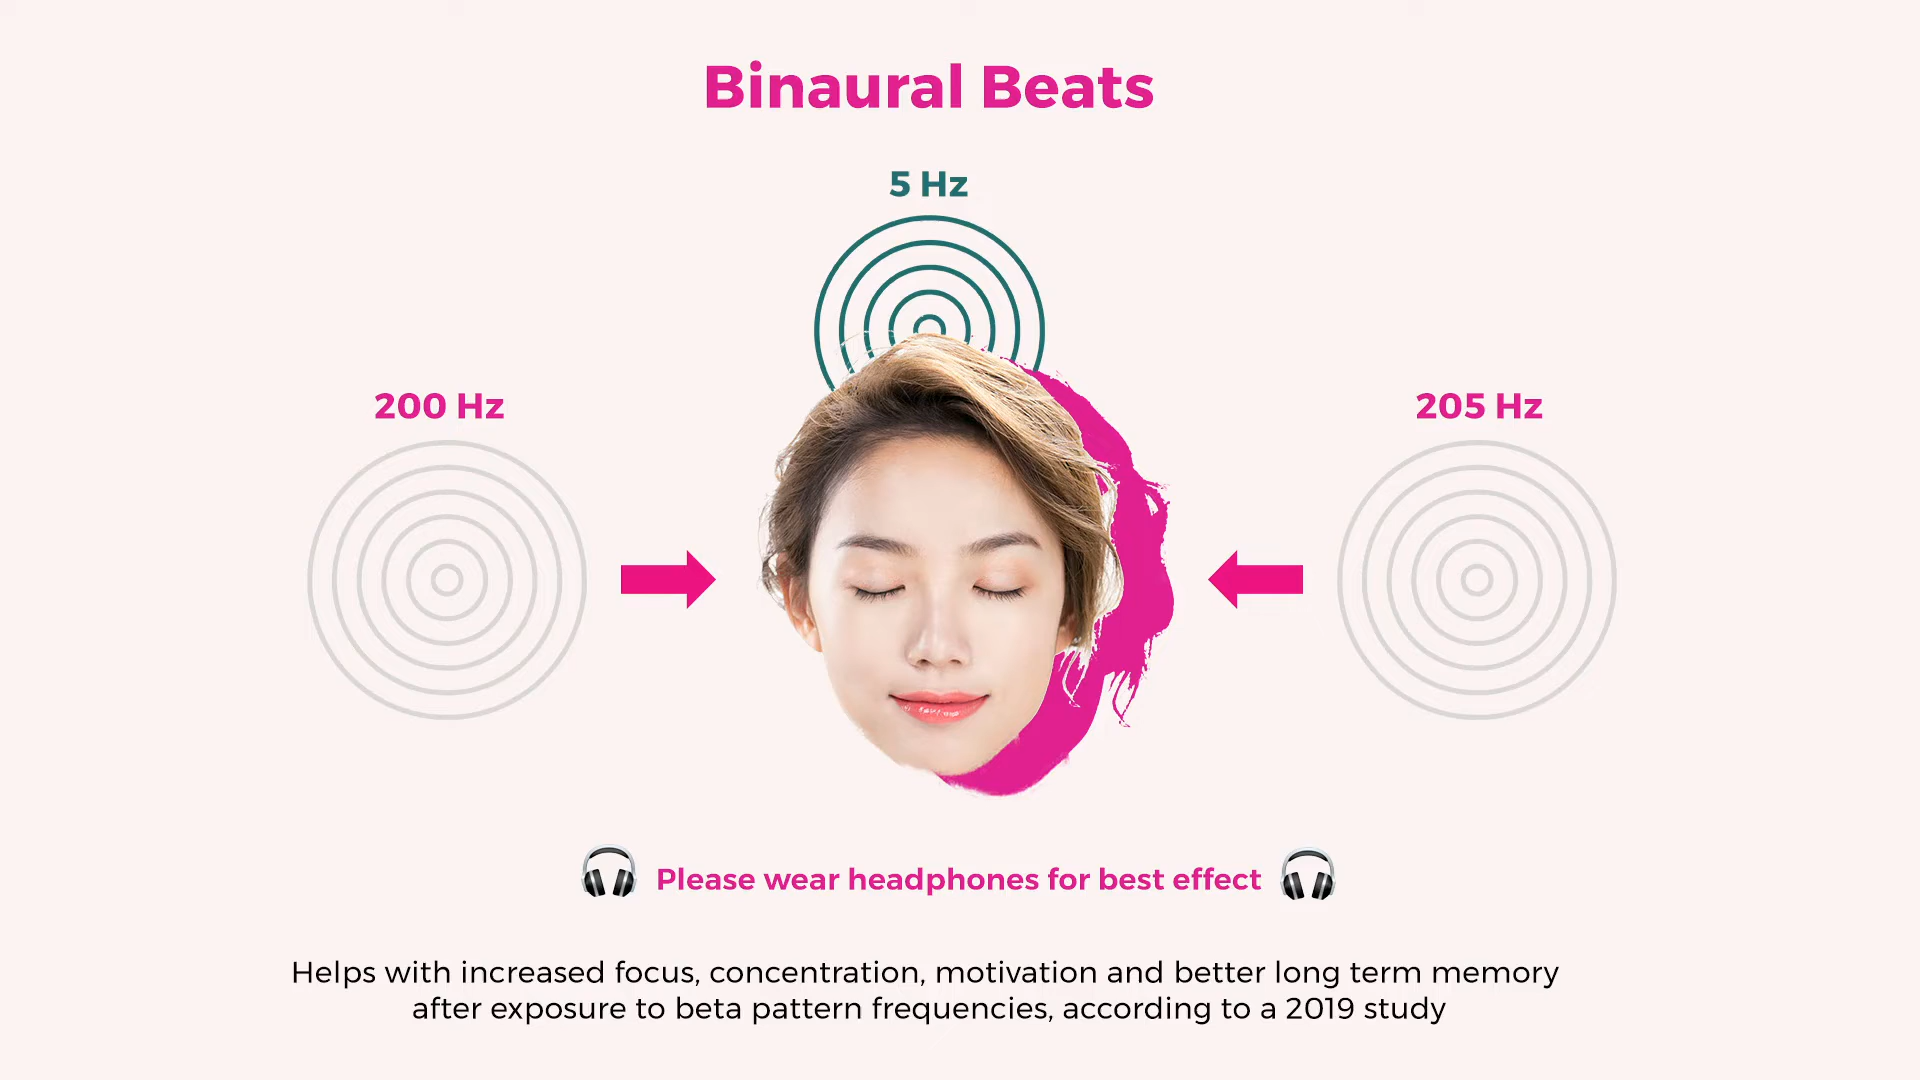 Binaural Beats
5 Hz
200 Hz
205 Hz
Please wear headphones for best effect
Helps with increased focus, concentration, motivation and better long term memory
after exposure to beta pattern frequencies, according to a 2019 study